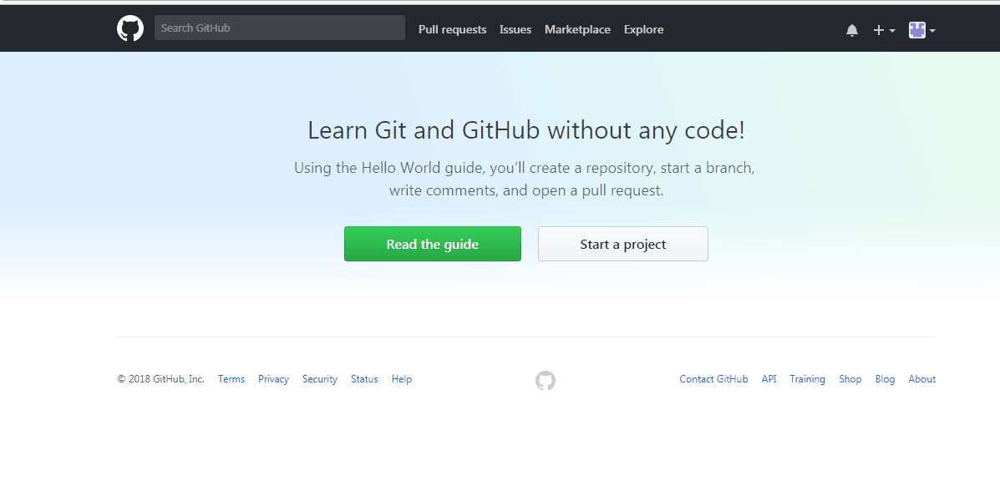 Search GitHub Pull requests Issues Marketplace Explore
Learn Git and GitHub without any code!
Using the Hello World guide, you’ll create a repository, start a branch,
write comments, and open a pull request.
Read the guide Start a project
© 2018 GitHub, Inc. Terms Privacy Security Status Help Contact GitHub API Training Shop Blog About